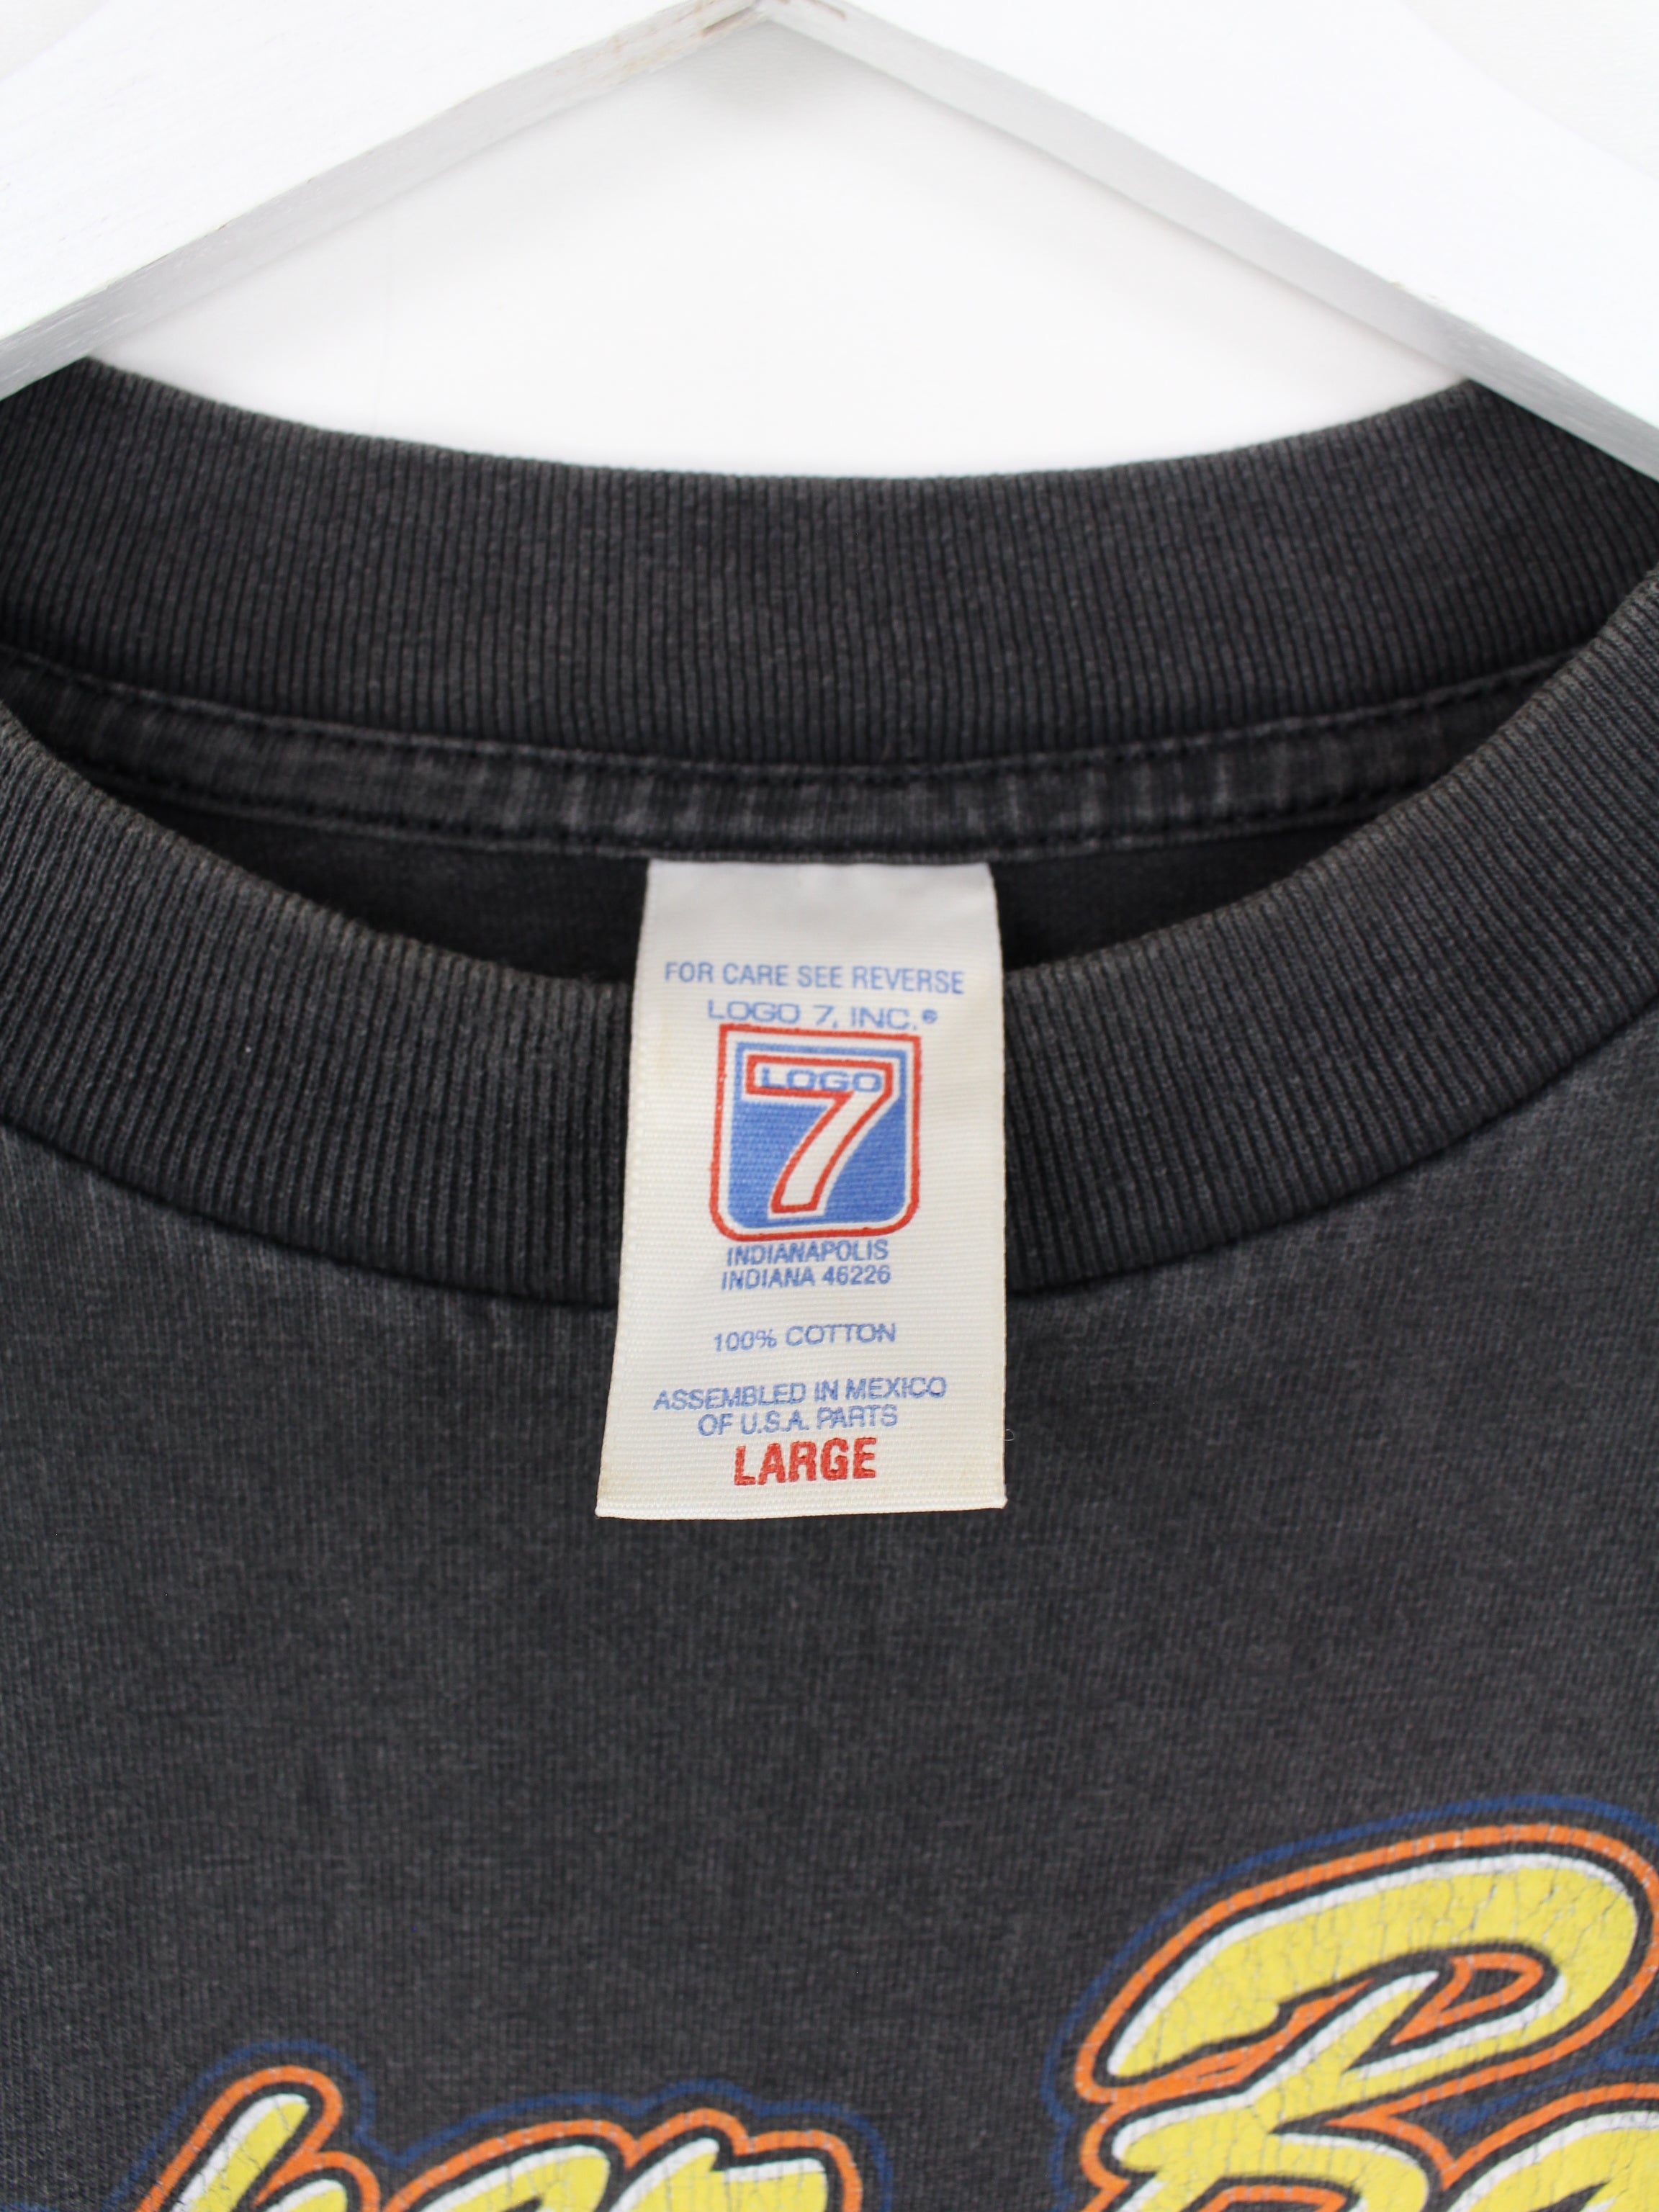 FOR CARE SEE REVERSE
LOGO 7, INC.®
LOGO
7
INDIANAPOLIS
INDIANA 46226
100% COTTON
ASSEMBLED IN MEXICO
OF U.S.A. PARTS
LARGE